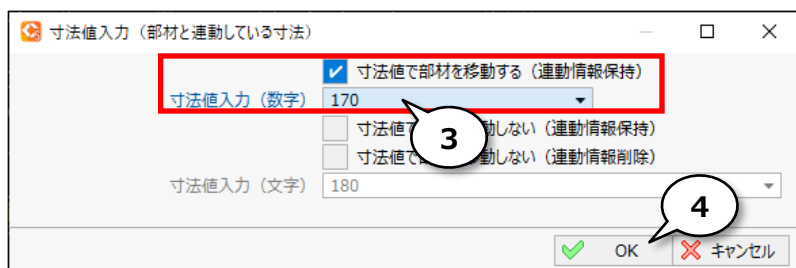 寸法値入力（部材と連動している寸法）
寸法値で部材を移動する（連動情報保持）
寸法値入力（数字） 170
3
寸法値で 動しない（連動情報保持）
寸法値で 動しない（連動情報削除）
寸法値入力（文字） 180
4
OK キャンセル